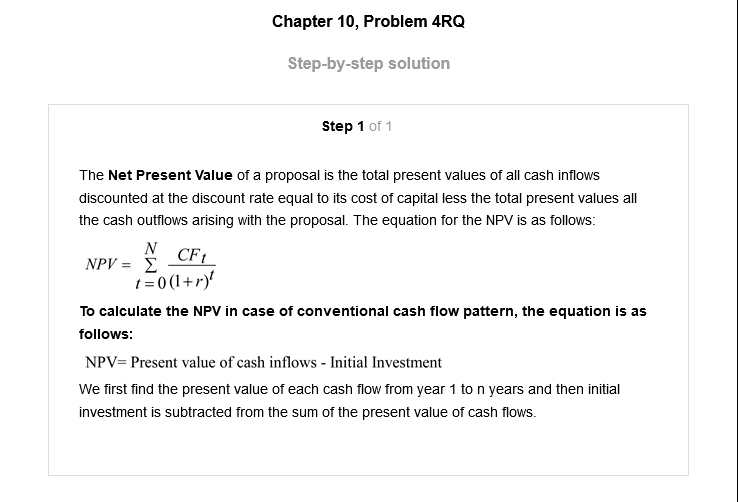 Chapter 10, Problem 4RQ
Step-by-step solution
Step 1 of 1
The Net Present Value of a proposal is the total present values of all cash inflows
discounted at the discount rate equal to its cost of capital less the total present values all
the cash outflows arising with the proposal. The equation for the NPV is as follows:
NPV = N Σ t = 0 CF t (1+r)^t
To calculate the NPV in case of conventional cash flow pattern, the equation is as
follows:
NPV= Present value of cash inflows - Initial Investment
We first find the present value of each cash flow from year 1 to n years and then initial
investment is subtracted from the sum of the present value of cash flows.